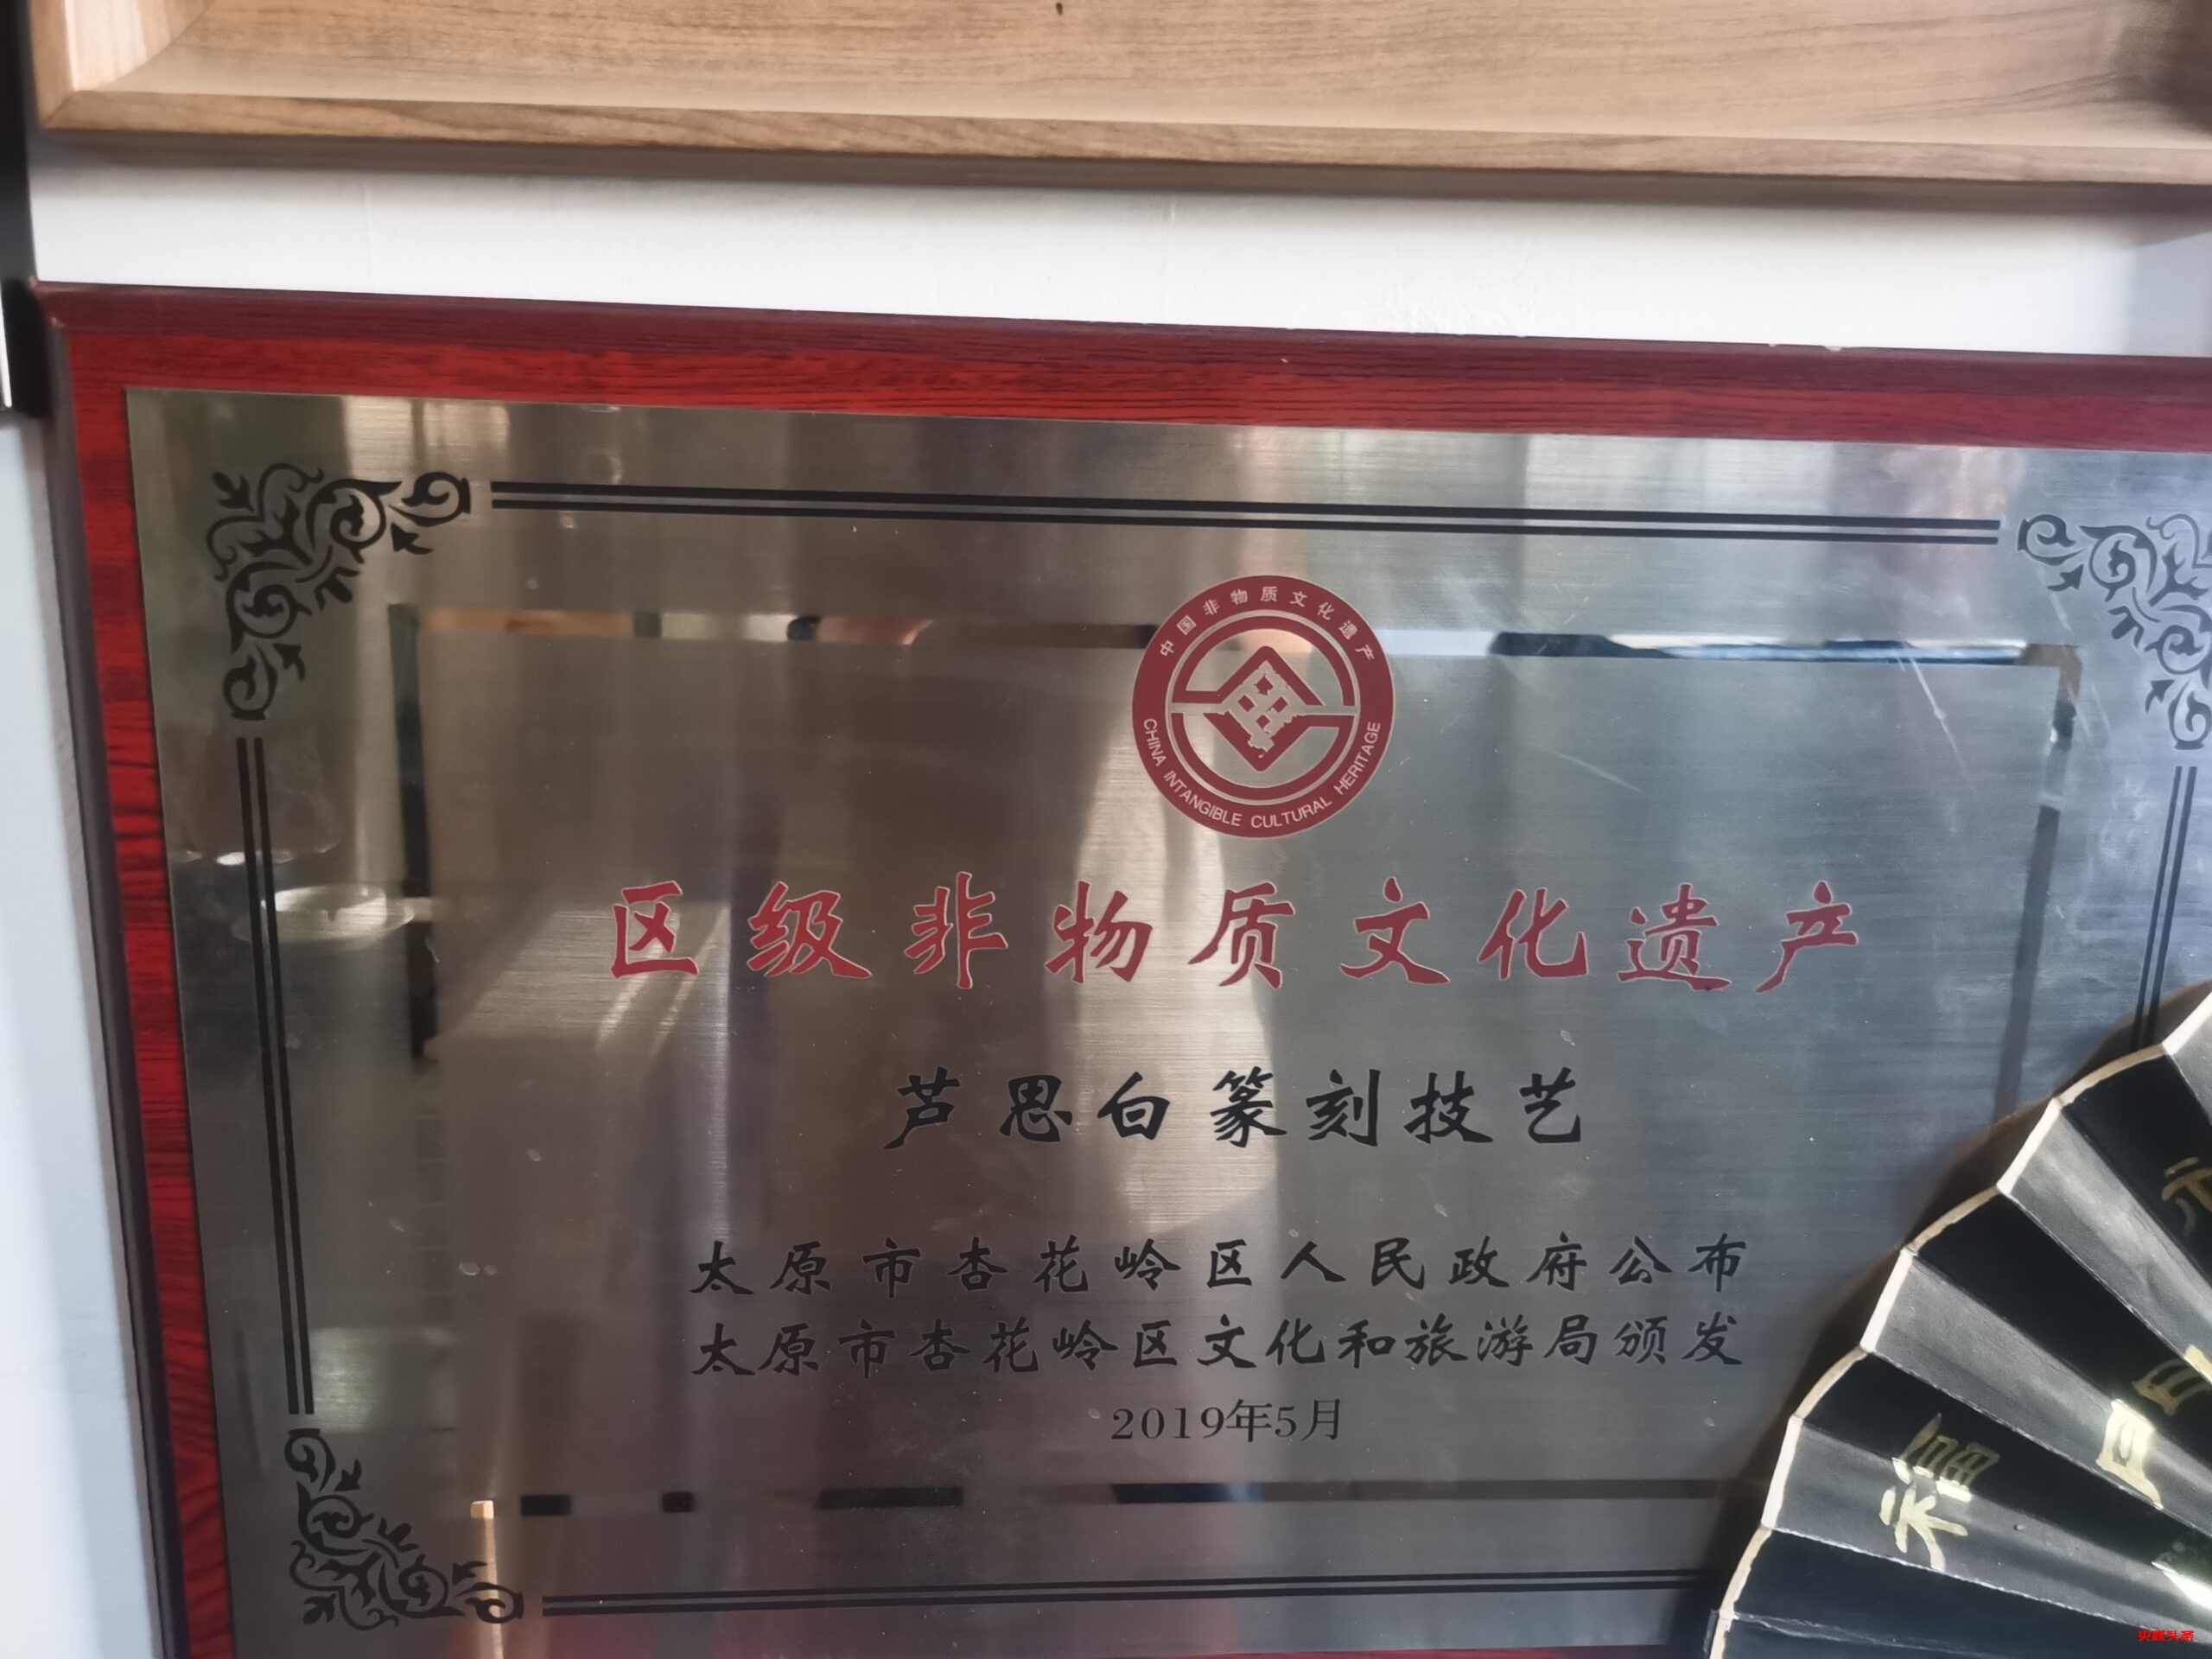 中国非物质文化遗产
CHINA INTANGIBLE CULTURAL HERITAGE
区级非物质文化遗产
芦思白篆刻技艺
太原市杏花岭区人民政府公布
太原市杏花岭区文化和旅游局颁发
2019年5月
福